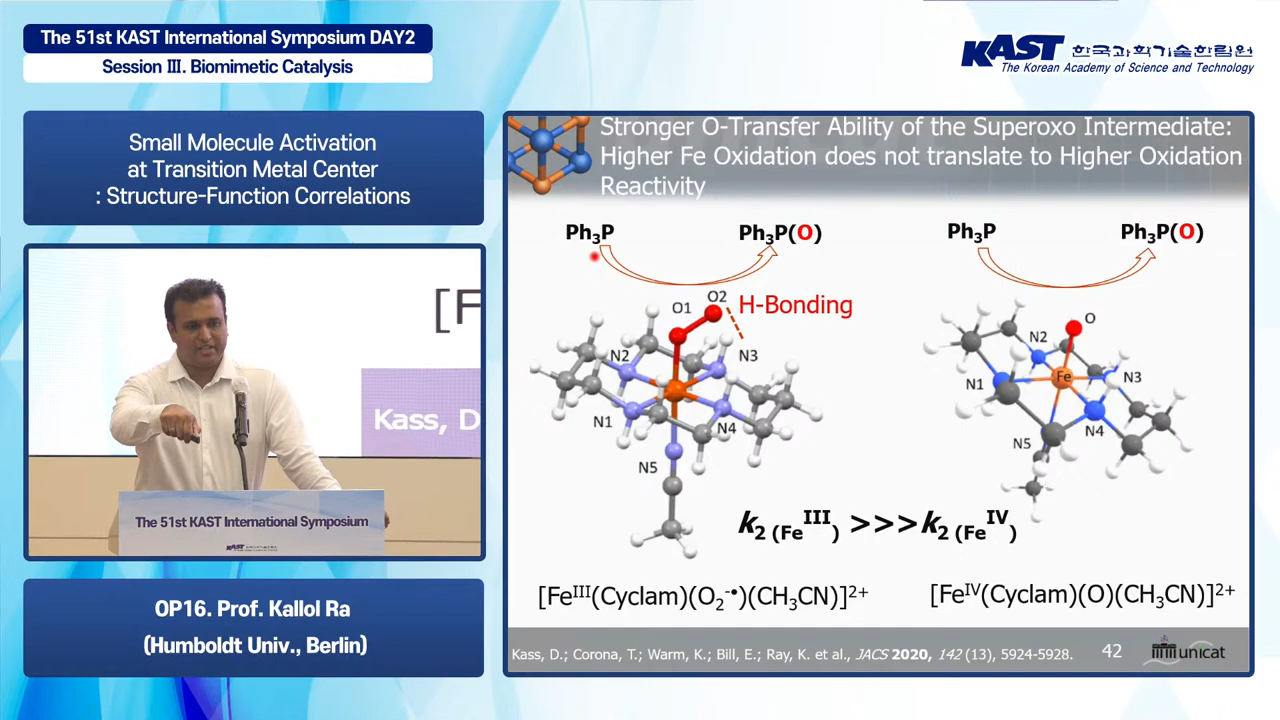 The 51st KAST International Symposium DAY2
Session Ⅲ. Biomimetic Catalysis
KAST 한국과학기술한림원
The Korean Academy of Science and Technology
Small Molecule Activation
at Transition Metal Center
: Structure-Function Correlations
[F
Kass, D
The 51st KAST International Symposium
KAST
OP16. Prof. Kallol Ra
(Humboldt Univ., Berlin)
Stronger O-Transfer Ability of the Superoxo Intermediate:
Higher Fe Oxidation does not translate to Higher Oxidation
Reactivity
Ph₃P Ph₃P(O)
Ph₃P Ph₃P(O)
O1 O2 H-Bonding
N2 N3
N1 N4
N5
O
N2
N1 Fe N3
N5 N4
k₂ (Feᴵᴵᴵ) >>> k₂ (Feᴵⱽ)
[Feᴵᴵᴵ(Cyclam)(O₂⁻•)(CH₃CN)]²⁺
[Feᴵⱽ(Cyclam)(O)(CH₃CN)]²⁺
Kass, D.; Corona, T.; Warm, K.; Bill, E.; Ray, K. et al., JACS 2020, 142 (13), 5924-5928.
42
unicat